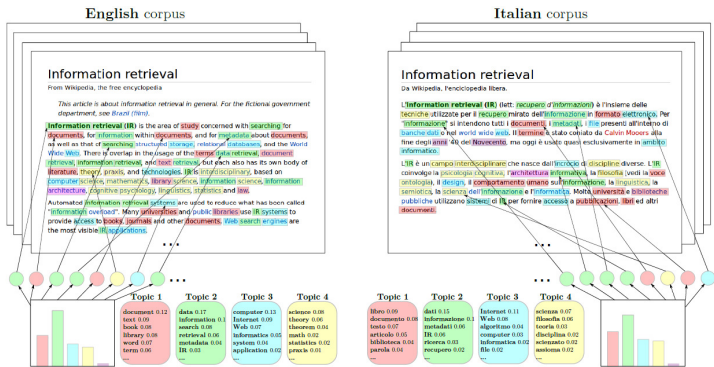 English corpus
Information retrieval
From Wikipedia, the free encyclopedia
This article is about information retrieval in general. For the fictional government
department, see Brazil (film).
Information retrieval (IR) is the area of study concerned with searching for
documents, for information within documents, and for metadata about documents,
as well as that of searching structured storage, relational databases, and the World
Wide Web. There is overlap in the usage of the terms data retrieval, document
retrieval, information retrieval, and text retrieval, but each also has its own body of
literature, theory, praxis, and technologies. IR is interdisciplinary, based on
computer science, mathematics, library science, information science, information
architecture, cognitive psychology, linguistics, statistics and law.
Automated information retrieval systems are used to reduce what has been called
"information overload". Many universities and public libraries use IR systems to
provide access to books, journals and other documents. Web search engines are
the most visible IR applications.
...
...
Topic 1
document 0.12
text 0.09
book 0.08
library 0.08
word 0.07
term 0.06
...
Topic 2
data 0.17
information 0.1
search 0.08
retrieval 0.06
metadata 0.04
IR 0.03
...
Topic 3
computer 0.13
Internet 0.09
Web 0.07
informatics 0.05
system 0.04
application 0.02
...
Topic 4
science 0.08
theory 0.06
theorem 0.04
math 0.02
statistics 0.02
praxis 0.01
...
...
Italian corpus
Information retrieval
Da Wikipedia, l'enciclopedia libera.
L'Information retrieval (IR) (lett: recupero d'informazioni) è l'insieme delle
tecniche utilizzate per il recupero mirato dell'informazione in formato elettronico. Per
"informazione" si intendono tutti i documenti, i metadati, i file presenti all'interno di
banche dati o nel world wide web. Il termine è stato coniato da Calvin Mooers alla
fine degli anni '40 del Novecento, ma oggi è usato quasi esclusivamente in ambito
informatico.
L'IR è un campo interdisciplinare che nasce dall'incrocio di discipline diverse. L'IR
coinvolge la psicologia cognitiva, l'architettura informativa, la filosofia (vedi la voce
ontologia), il design, il comportamento umano sull'informazione, la linguistica, la
semiotica, la scienza dell'informazione e l'informatica. Molte università e biblioteche
pubbliche utilizzano sistemi di IR per fornire accesso a pubblicazioni, libri ed altri
documenti.
...
...
Topic 1
libro 0.09
documento 0.08
testo 0.07
articolo 0.05
biblioteca 0.04
parola 0.04
...
Topic 2
dati 0.15
informazione 0.1
metadati 0.06
IR 0.06
ricerca 0.03
recupero 0.02
...
Topic 3
Internet 0.11
Web 0.08
algoritmo 0.04
computer 0.03
informatica 0.02
file 0.02
...
Topic 4
scienza 0.07
filosofia 0.06
teoria 0.03
disciplina 0.02
scienzato 0.02
assioma 0.02
...
...